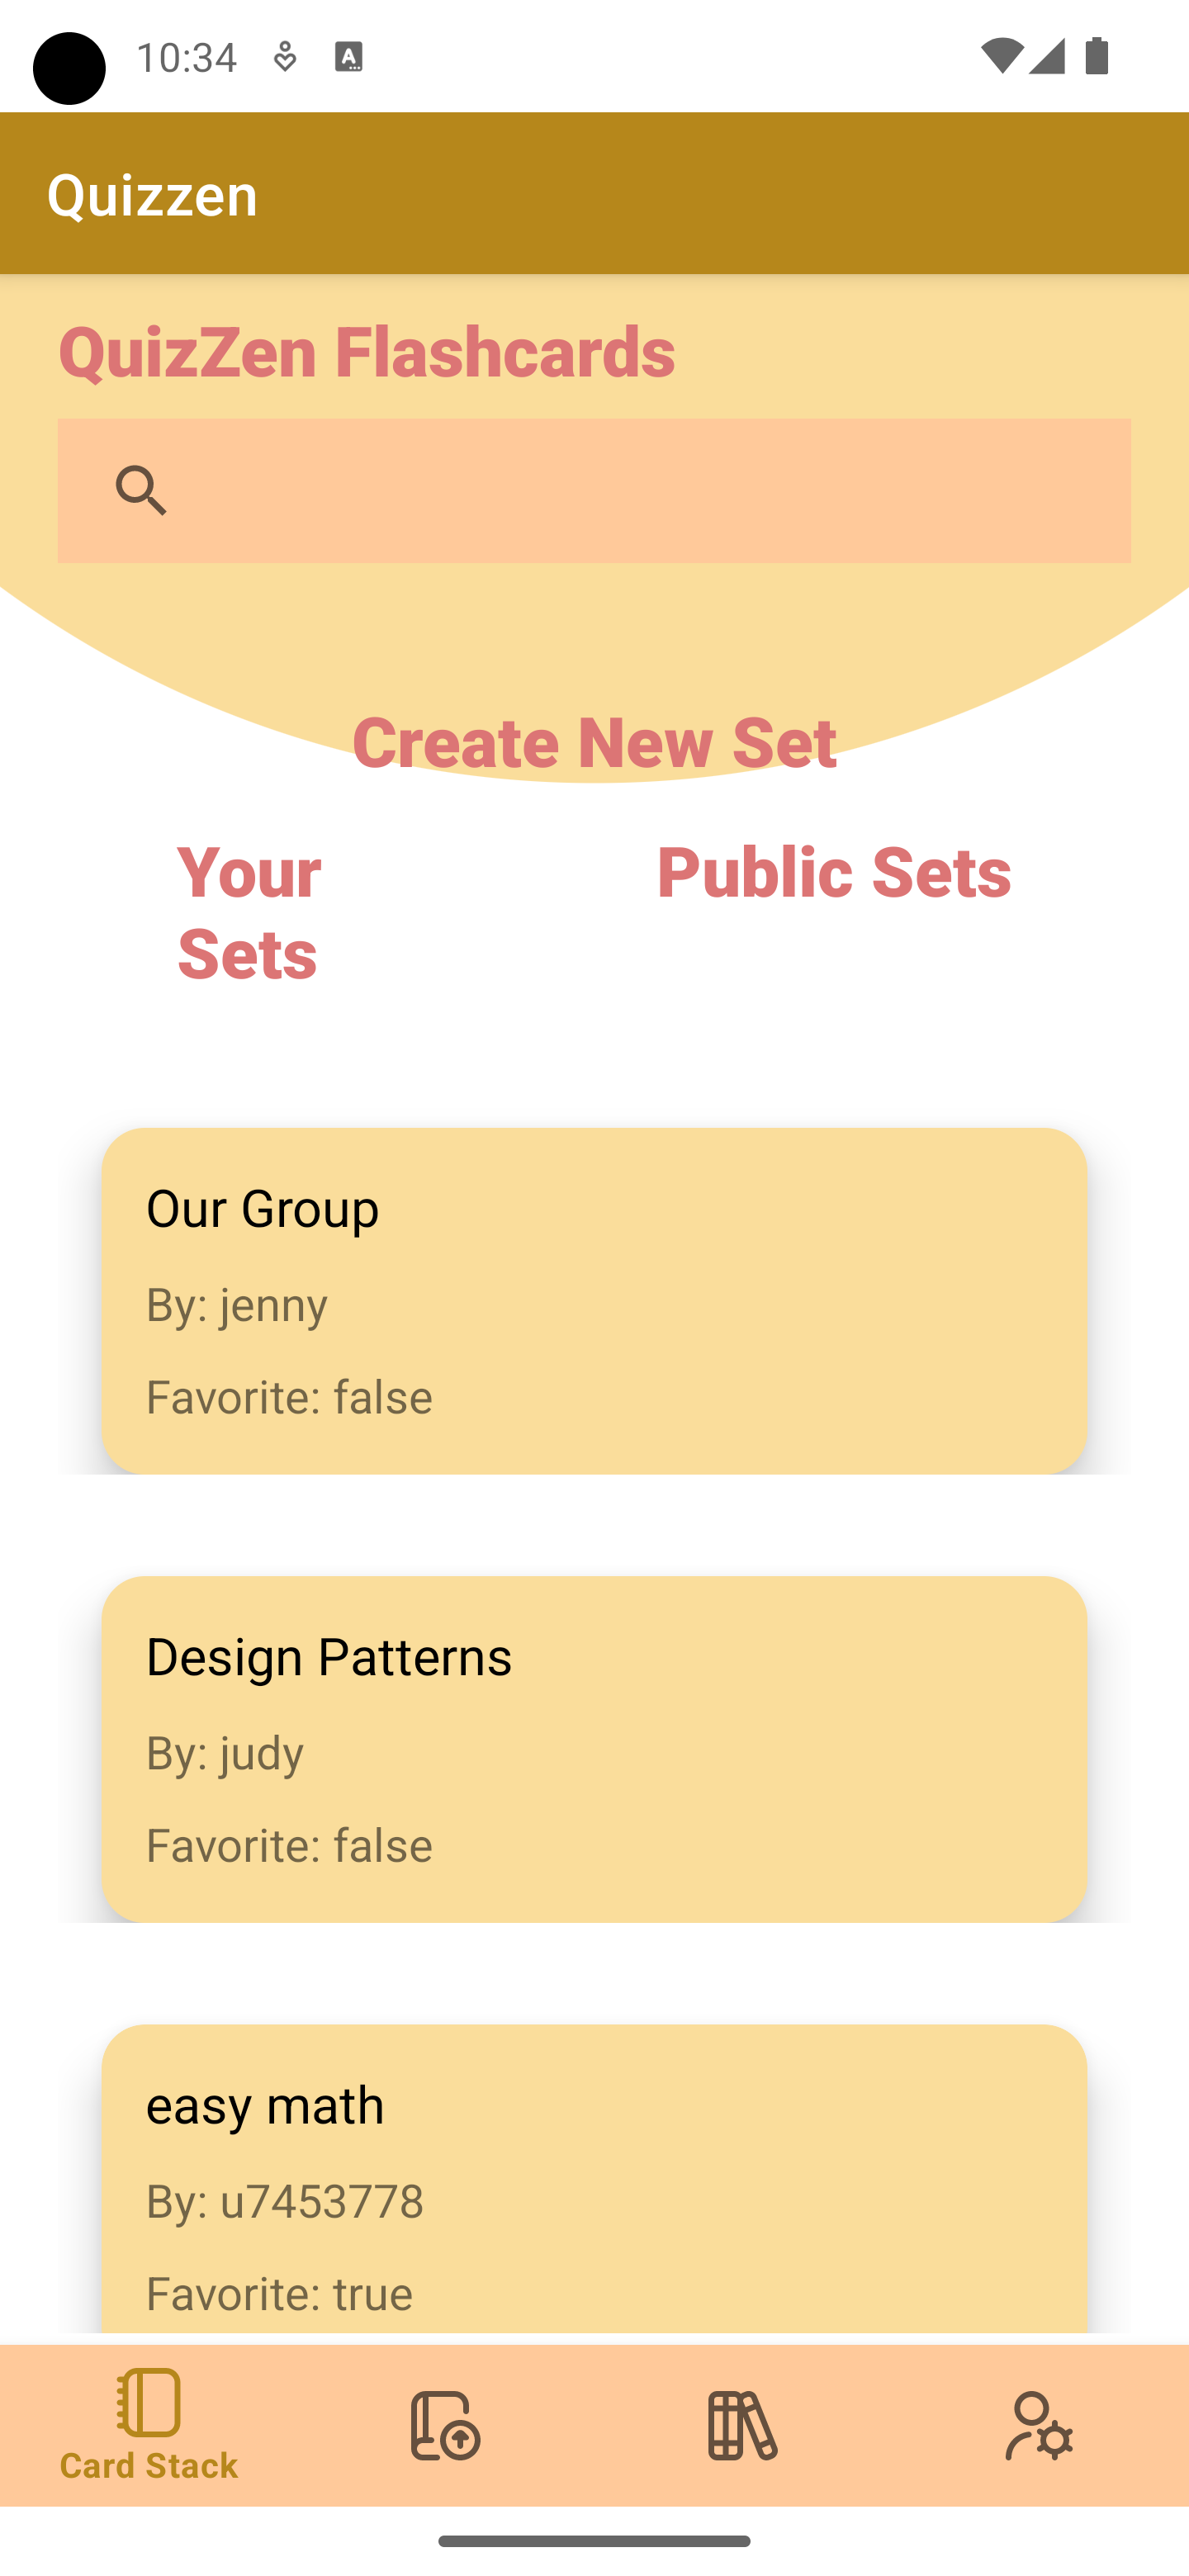 10:34
Quizzen
QuizZen Flashcards
Create New Set
Your
Sets
Public Sets
Our Group
By: jenny
Favorite: false
Design Patterns
By: judy
Favorite: false
easy math
By: u7453778
Favorite: true
Card Stack